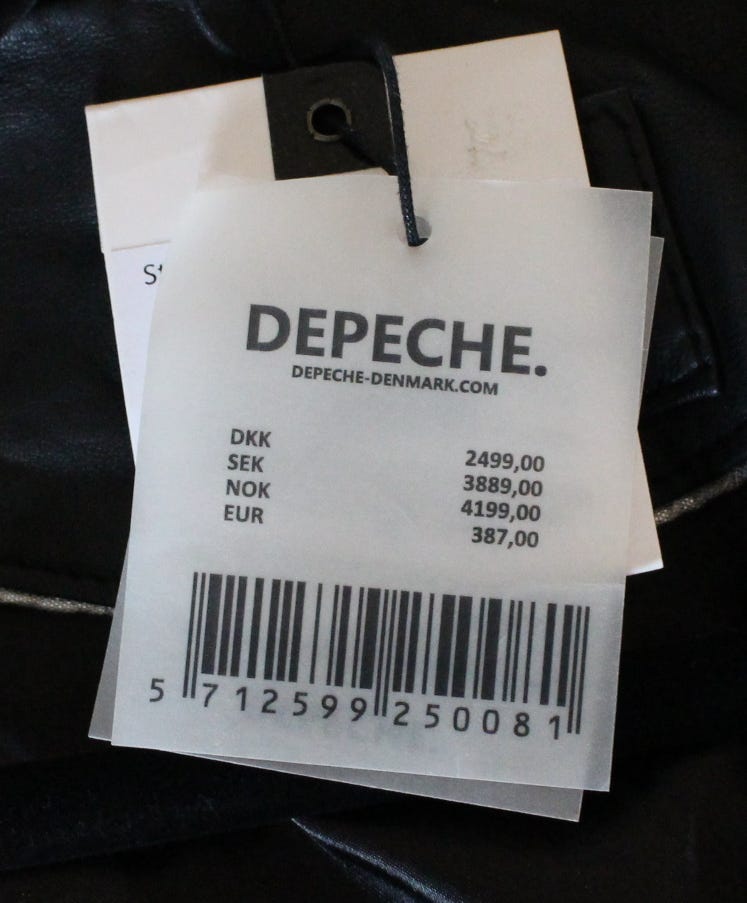 DEPECHE.
DEPECHE-DENMARK.COM
DKK 2499,00
SEK 3889,00
NOK 4199,00
EUR 387,00
5 712599 250081